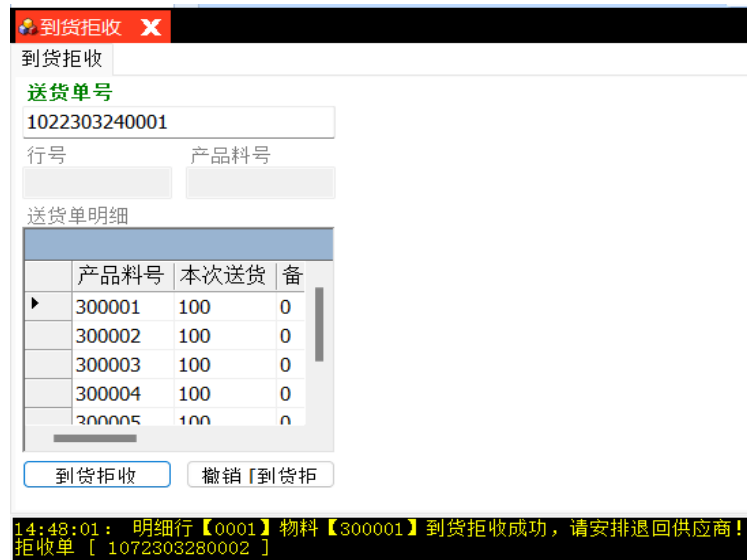 到货拒收
到货拒收
送货单号
1022303240001
行号 产品料号
送货单明细
产品料号 本次送货 备
300001 100 0
300002 100 0
300003 100 0
300004 100 0
300005 100 0
到货拒收 撤销「到货拒
14:48:01： 明细行【0001】物料【300001】到货拒收成功，请安排退回供应商！
拒收单 [ 1072303280002 ]